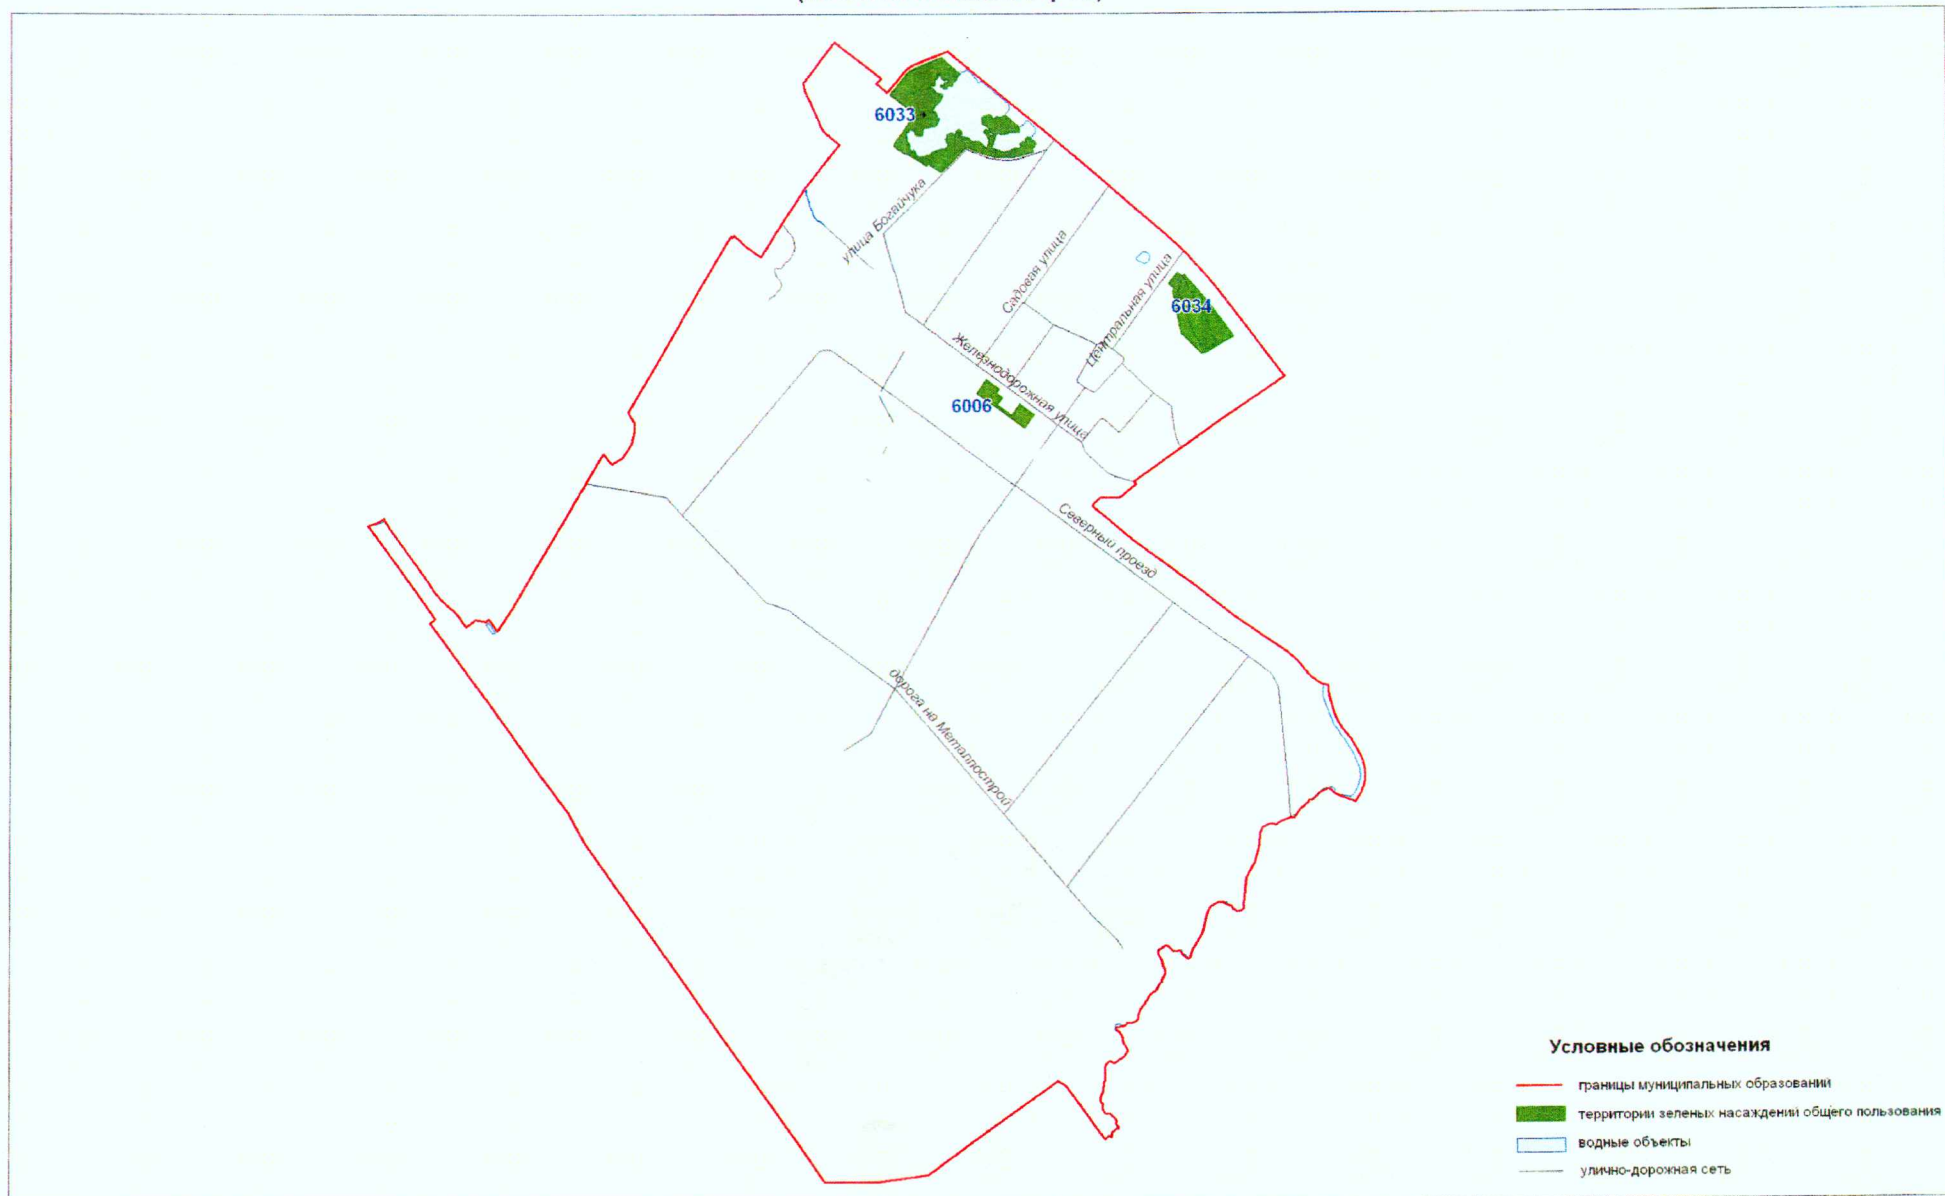 6033
улица Богайчука
Садовая улица
Центральная улица
6034
Железнодорожная улица
6006
Северный проезд
дорога на Металлострой
Условные обозначения
границы муниципальных образований
территории зеленых насаждений общего пользования
водные объекты
улично-дорожная сеть